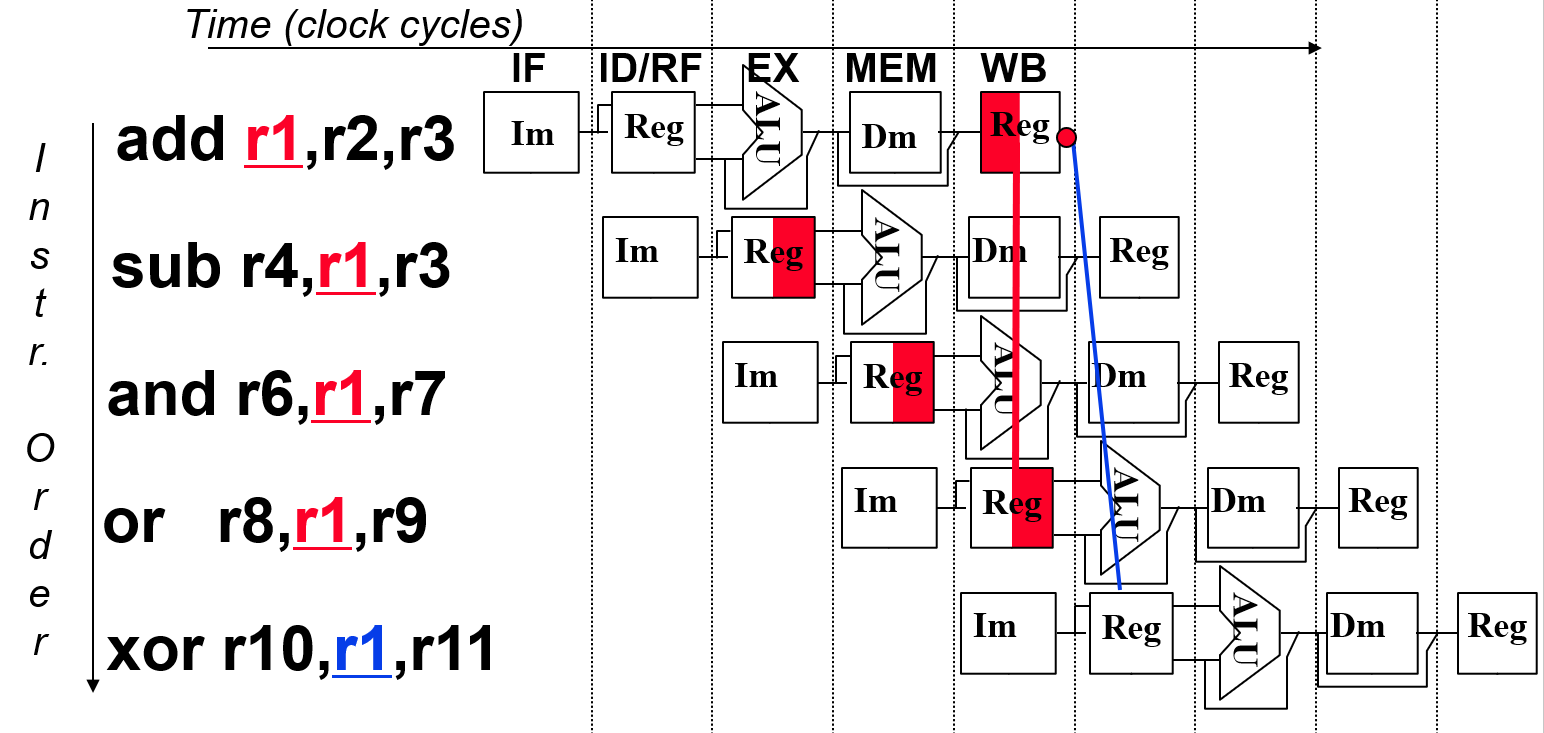 Time (clock cycles)
IF ID/RF EX MEM WB
Instr. Order
add r1,r2,r3 Im Reg ALU Dm Reg
sub r4,r1,r3 Im Reg ALU Dm Reg
and r6,r1,r7 Im Reg ALU Dm Reg
or r8,r1,r9 Im Reg ALU Dm Reg
xor r10,r1,r11 Im Reg ALU Dm Reg